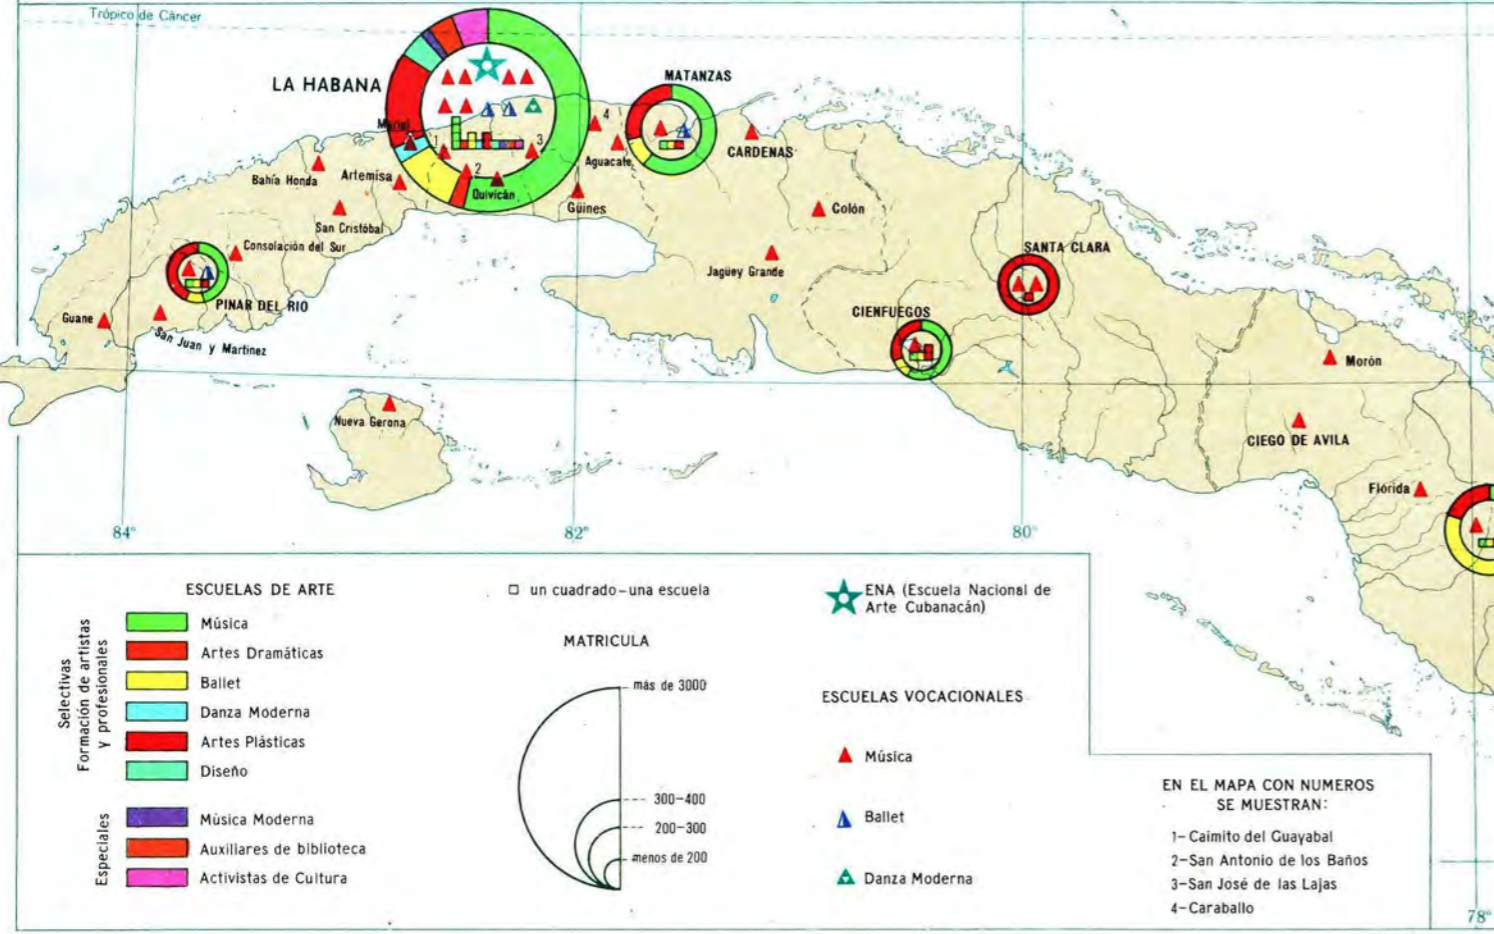 Trópico de Cáncer
LA HABANA
MATANZAS
Mariel
1
2
3
4
Aguacate
CARDENAS
Bahía Honda
Artemisa
Quivicán
Güines
San Cristóbal
Colón
Consolación del Sur
Jagüey Grande
SANTA CLARA
PINAR DEL RIO
CIENFUEGOS
Guane
San Juan y Martínez
Morón
Nueva Gerona
CIEGO DE AVILA
Florida
84°
82°
80°
78°
ESCUELAS DE ARTE
Selectivas
Formación de artistas
y profesionales
Música
Artes Dramáticas
Ballet
Danza Moderna
Artes Plásticas
Diseño
Especiales
Música Moderna
Auxiliares de biblioteca
Activistas de Cultura
un cuadrado-una escuela
MATRICULA
más de 3000
300-400
200-300
menos de 200
ENA (Escuela Nacional de
Arte Cubanacán)
ESCUELAS VOCACIONALES
Música
Ballet
Danza Moderna
EN EL MAPA CON NUMEROS
SE MUESTRAN:
1-Caimito del Guayabal
2-San Antonio de los Baños
3-San José de las Lajas
4-Caraballo